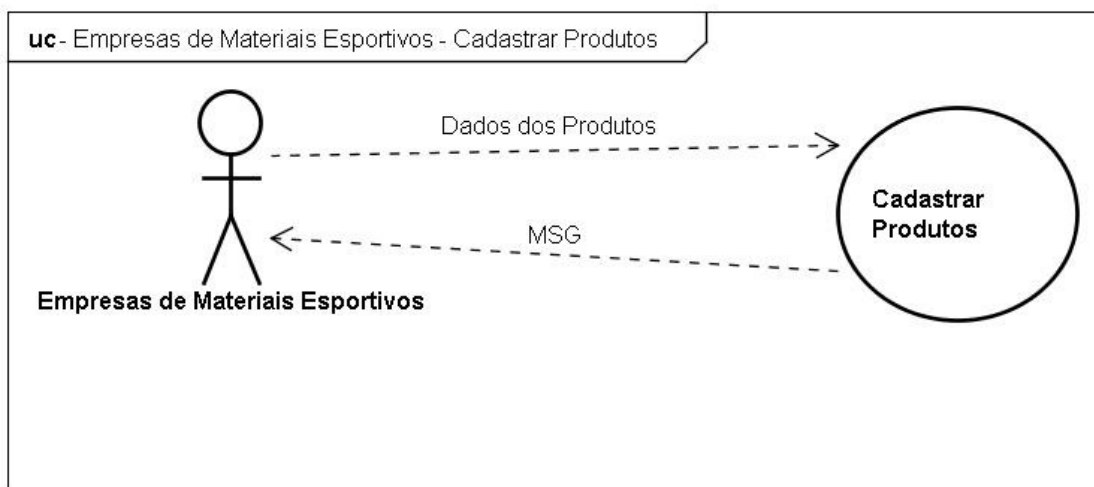 uc - Empresas de Materiais Esportivos - Cadastrar Produtos
Dados dos Produtos
Cadastrar
Produtos
MSG
Empresas de Materiais Esportivos